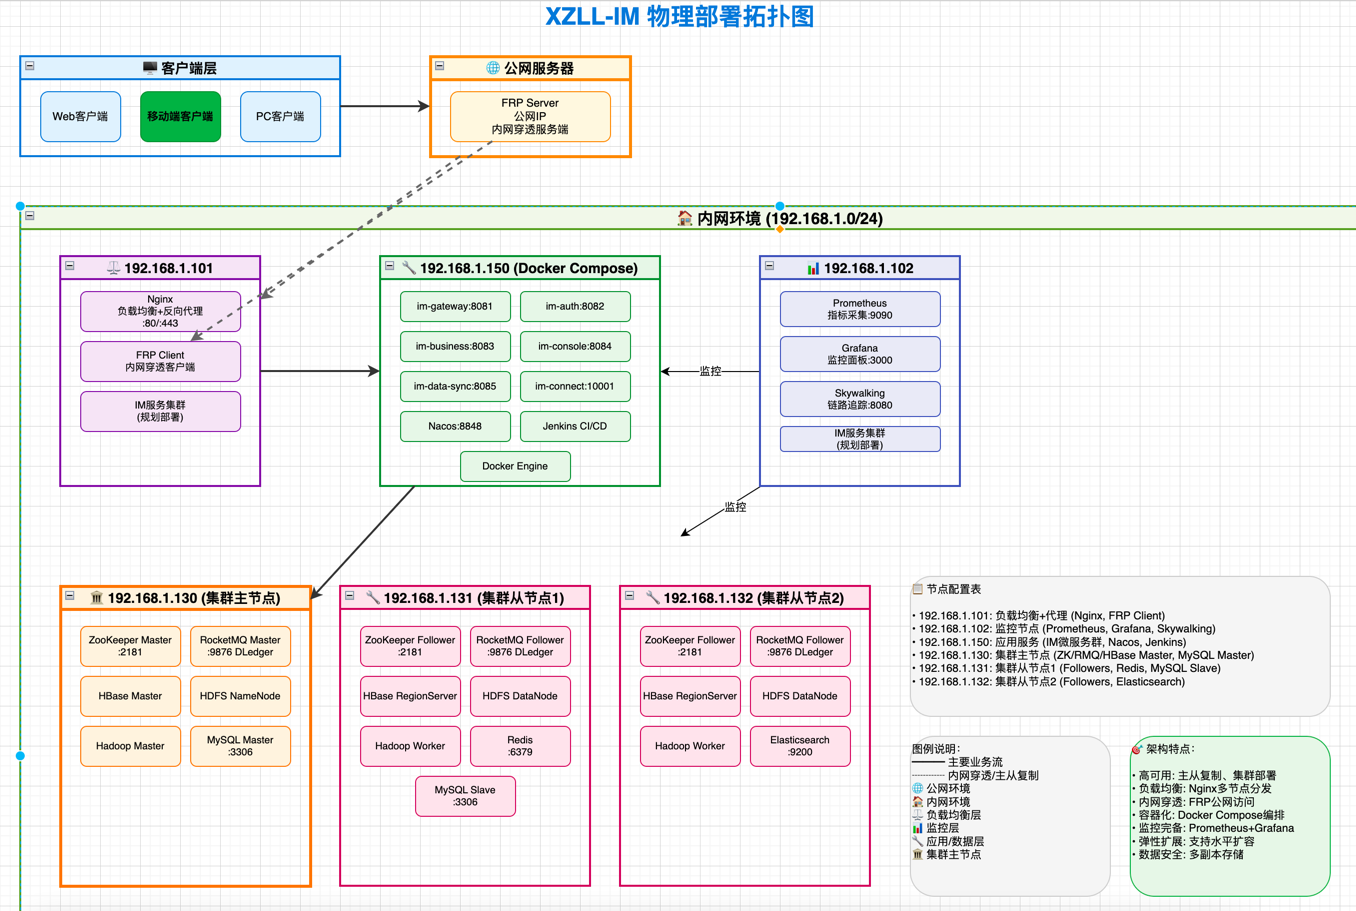 XZLL-IM 物理部署拓扑图
客户端层
Web客户端
移动端客户端
PC客户端
公网服务器
FRP Server
公网IP
内网穿透服务端
内网环境 (192.168.1.0/24)
192.168.1.101
Nginx
负载均衡+反向代理
:80/:443
FRP Client
内网穿透客户端
IM服务集群
(规划部署)
192.168.1.150 (Docker Compose)
im-gateway:8081
im-auth:8082
im-business:8083
im-console:8084
im-data-sync:8085
im-connect:10001
Nacos:8848
Jenkins CI/CD
Docker Engine
监控
192.168.1.102
Prometheus
指标采集:9090
Grafana
监控面板:3000
Skywalking
链路追踪:8080
IM服务集群
(规划部署)
监控
192.168.1.130 (集群主节点)
ZooKeeper Master
:2181
RocketMQ Master
:9876 DLedger
HBase Master
HDFS NameNode
Hadoop Master
MySQL Master
:3306
192.168.1.131 (集群从节点1)
ZooKeeper Follower
:2181
RocketMQ Follower
:9876 DLedger
HBase RegionServer
HDFS DataNode
Hadoop Worker
Redis
:6379
MySQL Slave
:3306
192.168.1.132 (集群从节点2)
ZooKeeper Follower
:2181
RocketMQ Follower
:9876 DLedger
HBase RegionServer
HDFS DataNode
Hadoop Worker
Elasticsearch
:9200
节点配置表
• 192.168.1.101: 负载均衡+代理 (Nginx, FRP Client)
• 192.168.1.102: 监控节点 (Prometheus, Grafana, Skywalking)
• 192.168.1.150: 应用服务 (IM微服务群, Nacos, Jenkins)
• 192.168.1.130: 集群主节点 (ZK/RMQ/HBase Master, MySQL Master)
• 192.168.1.131: 集群从节点1 (Followers, Redis, MySQL Slave)
• 192.168.1.132: 集群从节点2 (Followers, Elasticsearch)
图例说明:
主要业务流
内网穿透/主从复制
公网环境
内网环境
负载均衡层
监控层
应用/数据层
集群主节点
架构特点:
• 高可用: 主从复制、集群部署
• 负载均衡: Nginx多节点分发
• 内网穿透: FRP公网访问
• 容器化: Docker Compose编排
• 监控完备: Prometheus+Grafana
• 弹性扩展: 支持水平扩容
• 数据安全: 多副本存储